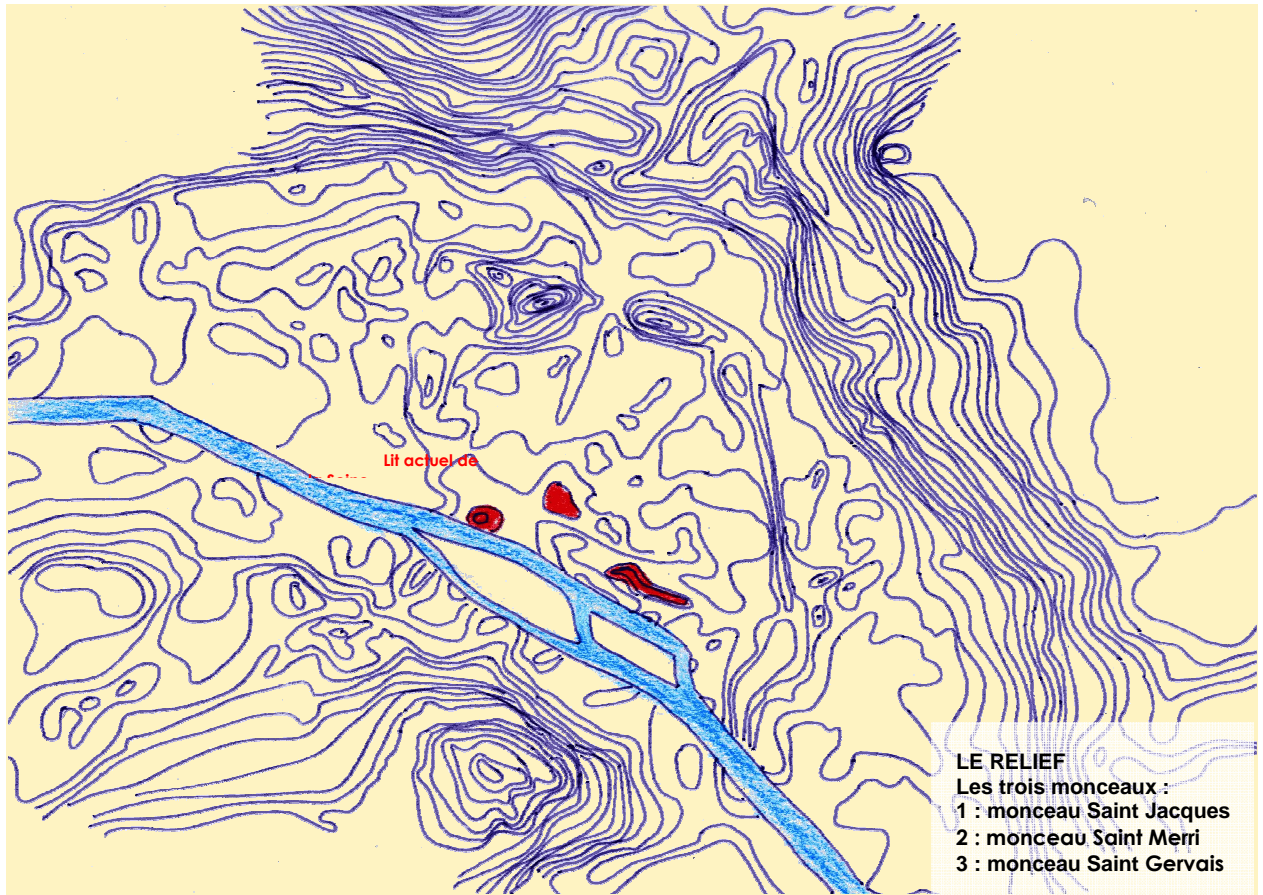 Lit actuel de
LE RELIEF
Les trois monceaux :
1 : monceau Saint Jacques
2 : monceau Saint Merri
3 : monceau Saint Gervais